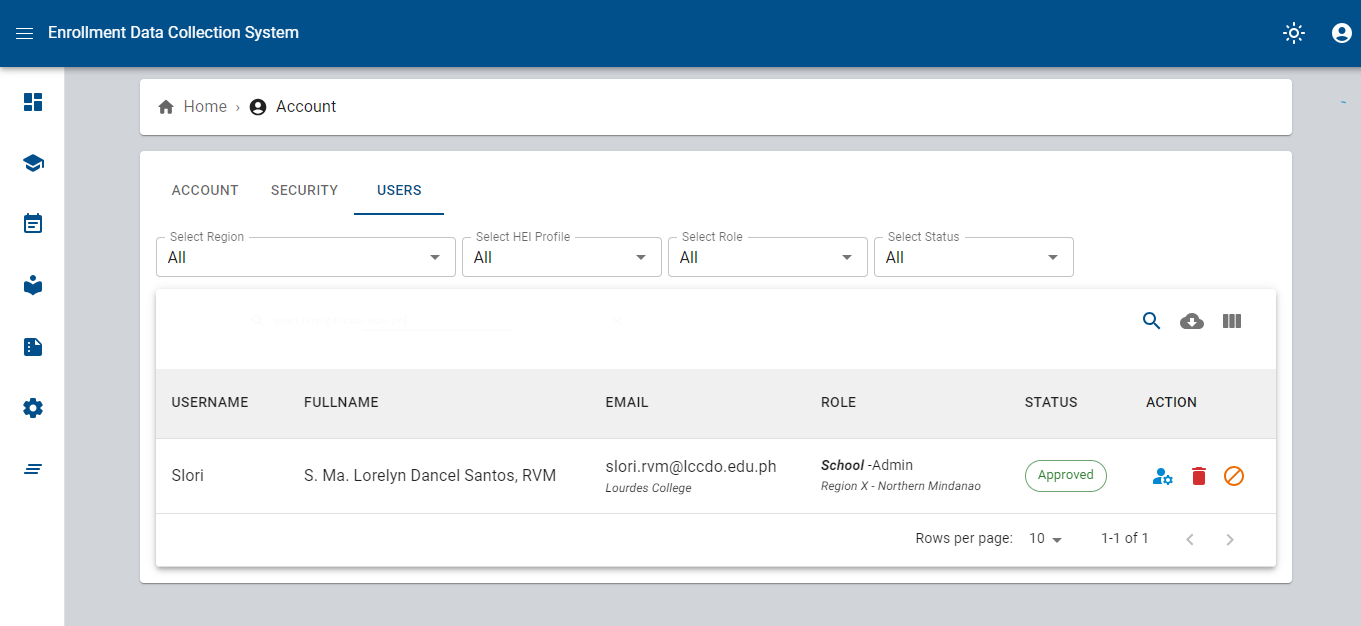 Enrollment Data Collection System
Home › Account
ACCOUNT SECURITY USERS
Select Region Select HEI Profile Select Role Select Status
All All All All
USERNAME FULLNAME EMAIL ROLE STATUS ACTION
Slori S. Ma. Lorelyn Dancel Santos, RVM slori.rvm@lccdo.edu.ph School -Admin Approved
Lourdes College Region X - Northern Mindanao
Rows per page: 10 1-1 of 1